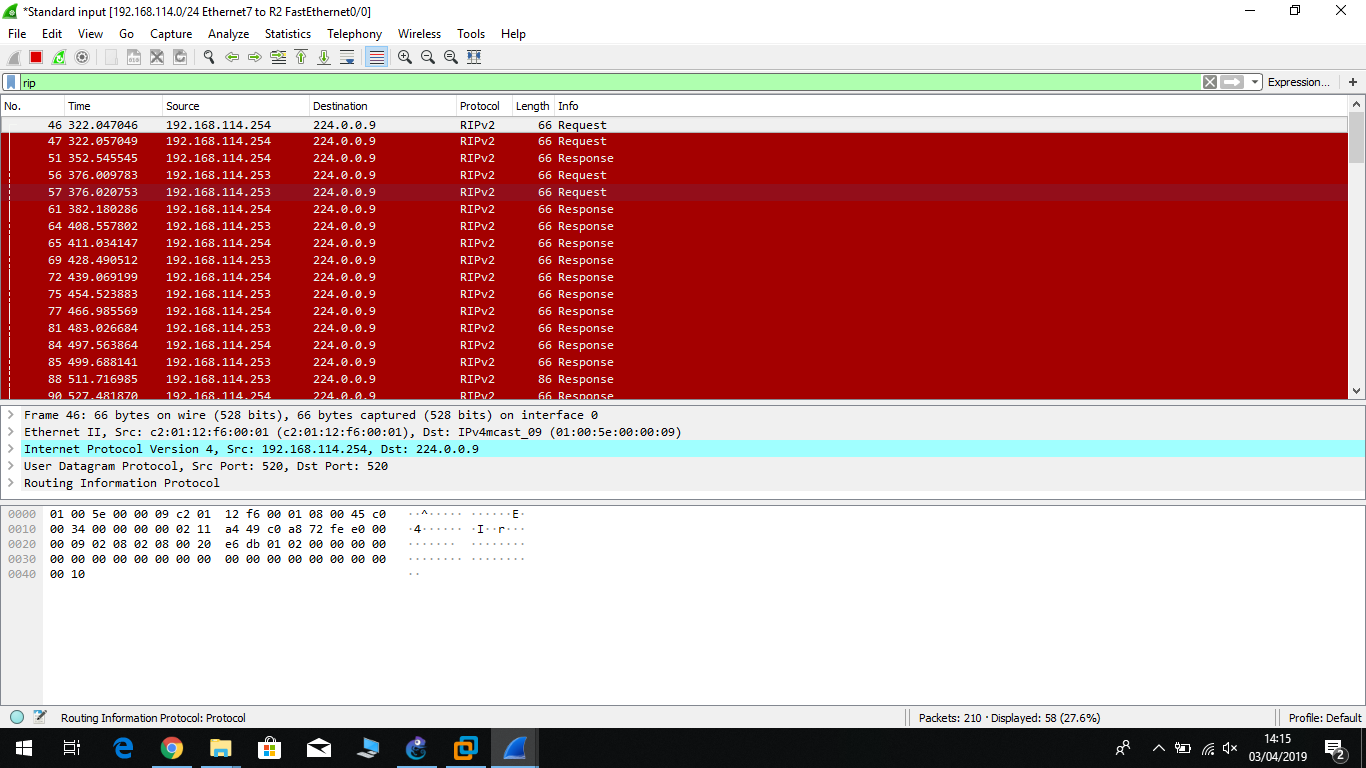 *Standard input [192.168.114.0/24 Ethernet7 to R2 FastEthernet0/0]
File Edit View Go Capture Analyze Statistics Telephony Wireless Tools Help
rip Expression... +
No. Time Source Destination Protocol Length Info
46 322.047046 192.168.114.254 224.0.0.9 RIPv2 66 Request
47 322.057049 192.168.114.254 224.0.0.9 RIPv2 66 Request
51 352.545545 192.168.114.254 224.0.0.9 RIPv2 66 Response
56 376.009783 192.168.114.253 224.0.0.9 RIPv2 66 Request
57 376.020753 192.168.114.253 224.0.0.9 RIPv2 66 Request
61 382.180286 192.168.114.254 224.0.0.9 RIPv2 66 Response
64 408.557802 192.168.114.253 224.0.0.9 RIPv2 66 Response
65 411.034147 192.168.114.254 224.0.0.9 RIPv2 66 Response
69 428.490512 192.168.114.253 224.0.0.9 RIPv2 66 Response
72 439.069199 192.168.114.254 224.0.0.9 RIPv2 66 Response
75 454.523883 192.168.114.253 224.0.0.9 RIPv2 66 Response
77 466.985569 192.168.114.254 224.0.0.9 RIPv2 66 Response
81 483.026684 192.168.114.253 224.0.0.9 RIPv2 66 Response
84 497.563864 192.168.114.254 224.0.0.9 RIPv2 66 Response
85 499.688141 192.168.114.253 224.0.0.9 RIPv2 66 Response
88 511.716985 192.168.114.253 224.0.0.9 RIPv2 86 Response
90 527.481870 192.168.114.254 224.0.0.9 RIPv2 66 Response
Frame 46: 66 bytes on wire (528 bits), 66 bytes captured (528 bits) on interface 0
Ethernet II, Src: c2:01:12:f6:00:01 (c2:01:12:f6:00:01), Dst: IPv4mcast_09 (01:00:5e:00:00:09)
Internet Protocol Version 4, Src: 192.168.114.254, Dst: 224.0.0.9
User Datagram Protocol, Src Port: 520, Dst Port: 520
Routing Information Protocol
0000 01 00 5e 00 00 09 c2 01 12 f6 00 01 08 00 45 c0 ··^····· ······E·
0010 00 34 00 00 00 00 02 11 a4 49 c0 a8 72 fe e0 00 ·4······ ·I··r···
0020 00 09 02 08 02 08 00 20 e6 db 01 02 00 00 00 00 ······· ········
0030 00 00 00 00 00 00 00 00 00 00 00 00 00 00 00 00 ········ ········
0040 00 10 ··
Routing Information Protocol: Protocol Packets: 210 · Displayed: 58 (27.6%) Profile: Default
14:15
03/04/2019
2